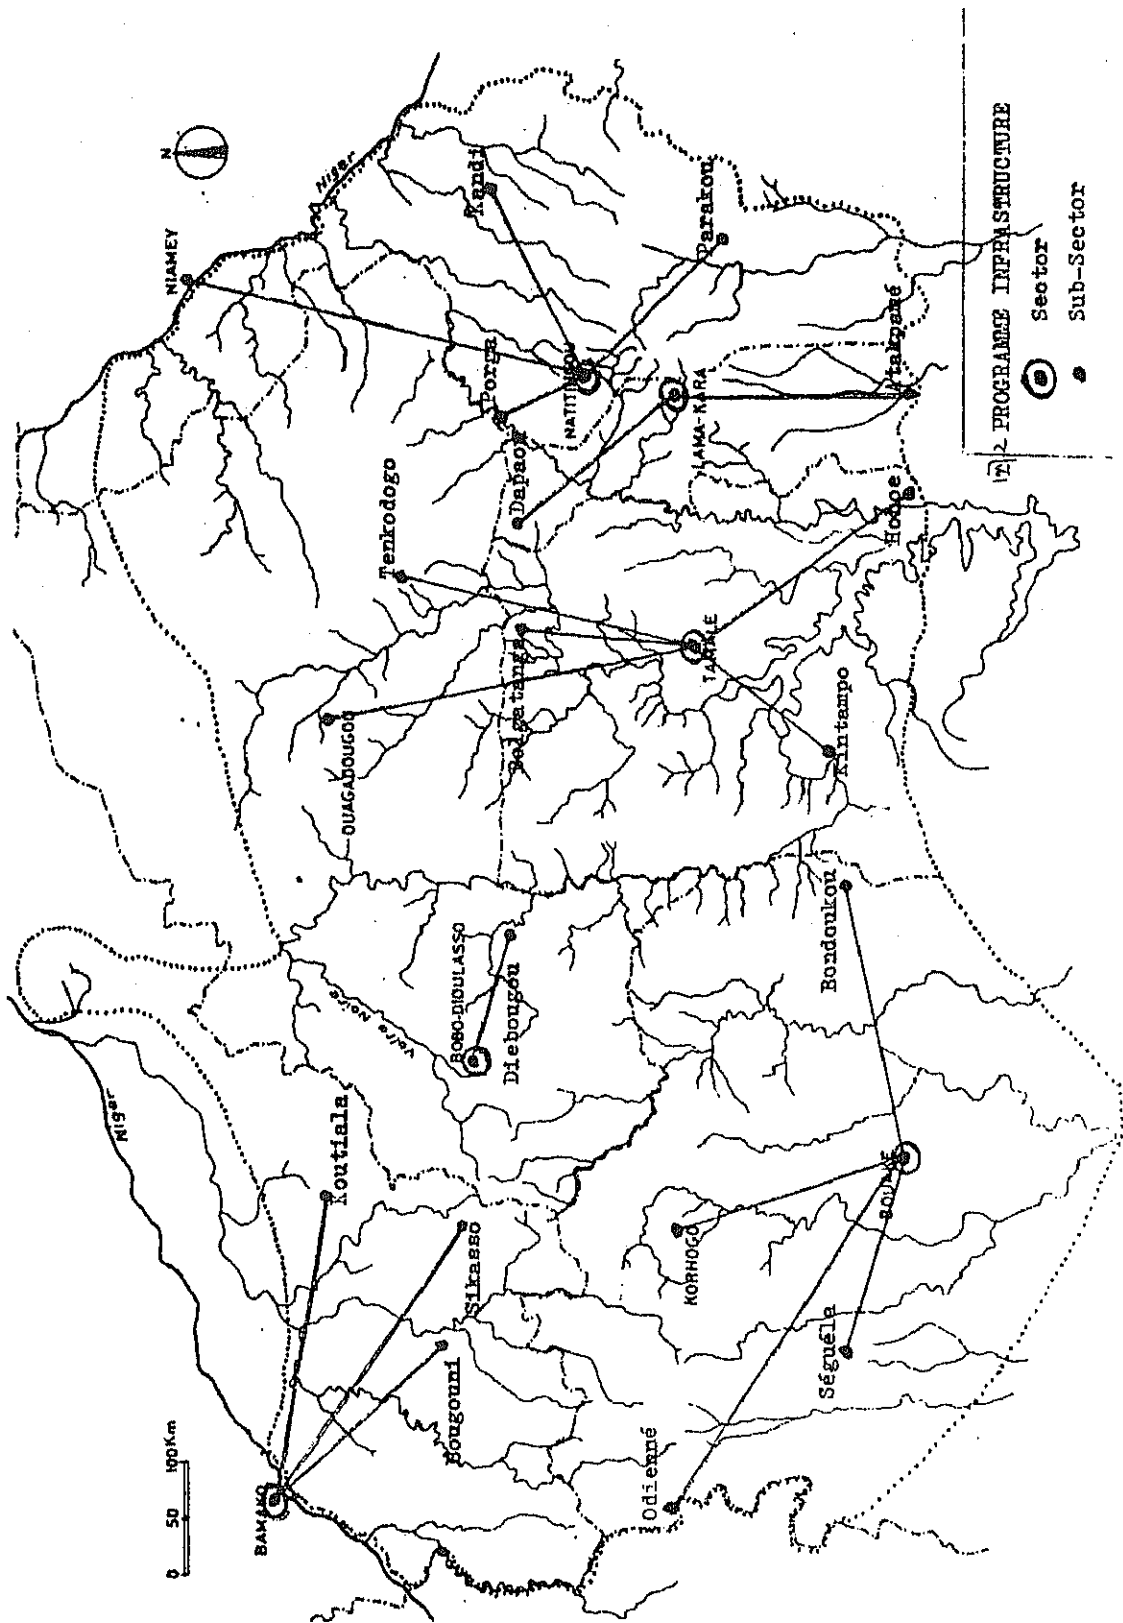 N
Niger
NIAMEY
Kandi
Parakou
Porga
NATITINGOU
LAMA-KARA
Atakpamé
Dapaon
Tenkodogo
Bolgatanga
OUAGADOUGOU
TAMALE
Hohoe
Kintampo
Bondoukou
BOBO-DIOULASSO
Diebougou
Volta Noire
Niger
Koutiala
Sikasso
Bougouni
BAMAKO
KORHOGO
BOUAKE
Séguéla
Odienné
0 50 100Km
PROGRAMME INFRASTRUCTURE
Sector
Sub-Sector